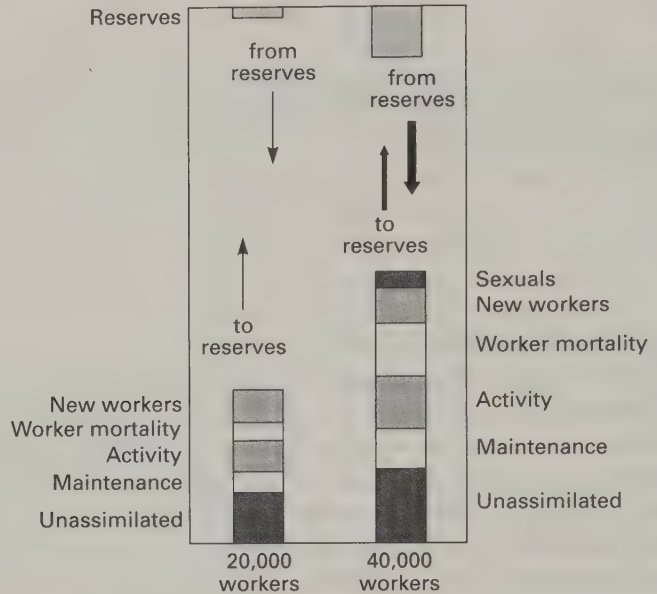 Reserves
from
reserves
from
reserves
to
reserves
to
reserves
Sexuals
New workers
Worker mortality
Activity
Maintenance
Unassimilated
New workers
Worker mortality
Activity
Maintenance
Unassimilated
20,000
workers
40,000
workers